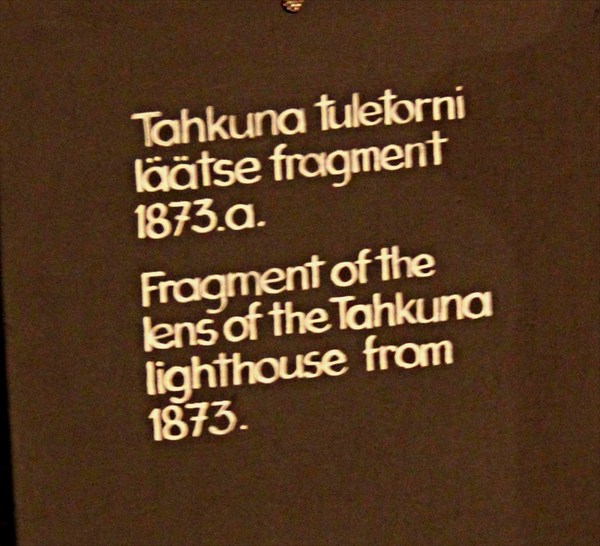 Tahkuna tuletorni
läätse fragment
1873.a.
Fragment of the
lens of the Tahkuna
lighthouse from
1873.